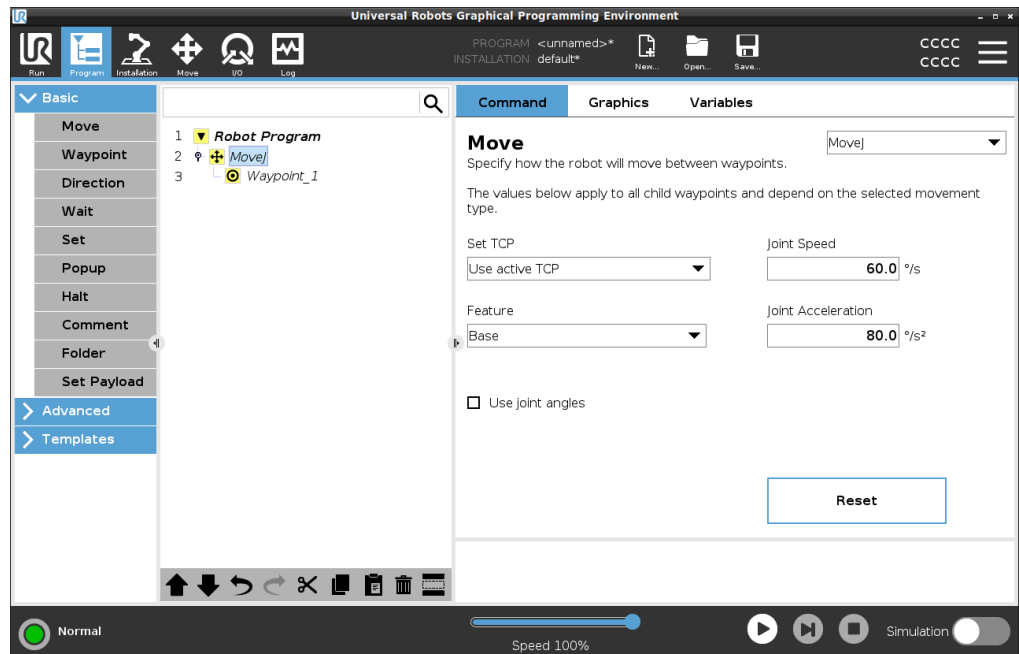 Universal Robots Graphical Programming Environment
UR
PROGRAM <unnamed>*
INSTALLATION default*
CCCC
CCCC
Run Program Installation Move I/O Log New... Open... Save...
Basic
Move
Waypoint
Direction
Wait
Set
Popup
Halt
Comment
Folder
Set Payload
Advanced
Templates
1 Robot Program
2 MoveJ
3 Waypoint_1
Command Graphics Variables
Move
MoveJ
Specify how the robot will move between waypoints.
The values below apply to all child waypoints and depend on the selected movement
type.
Set TCP Joint Speed
Use active TCP 60.0 °/s
Feature Joint Acceleration
Base 80.0 °/s²
Use joint angles
Reset
Normal
Speed 100%
Simulation